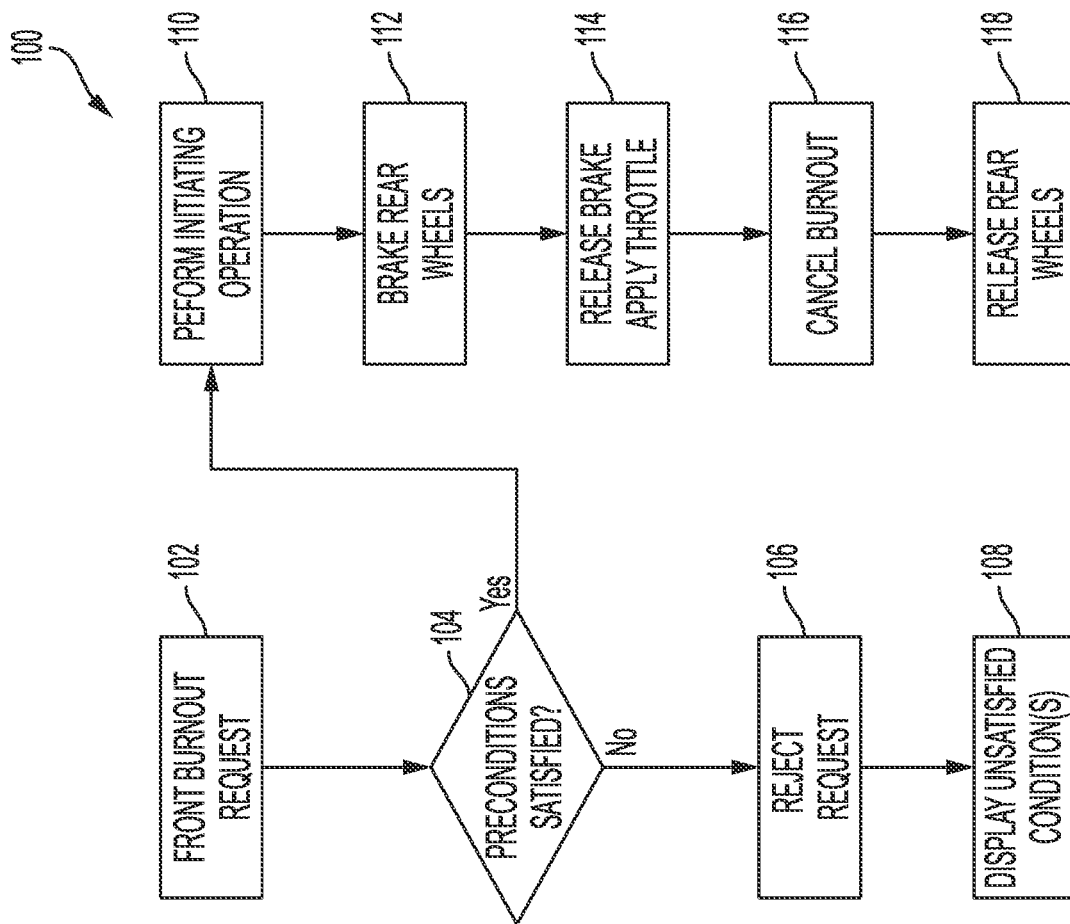 100
FRONT BURNOUT
REQUEST
102
PRECONDITIONS
SATISFIED?
104
Yes
No
REJECT
REQUEST
106
DISPLAY UNSATISFIED
CONDITION(S)
108
PEFORM INITIATING
OPERATION
110
BRAKE REAR
WHEELS
112
RELEASE BRAKE
APPLY THROTTLE
114
CANCEL BURNOUT
116
RELEASE REAR
WHEELS
118